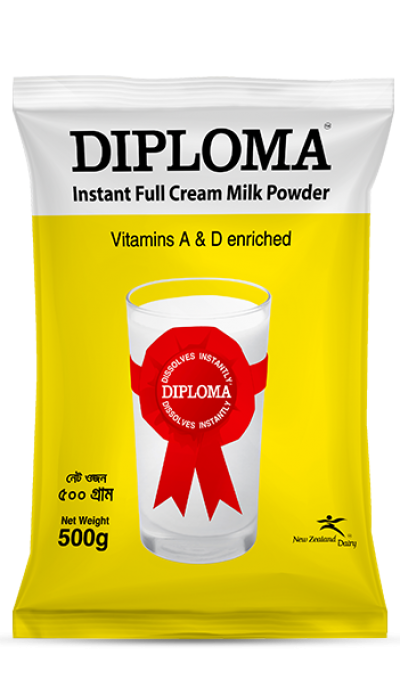 DIPLOMA™
Instant Full Cream Milk Powder
Vitamins A & D enriched
DISSOLVES INSTANTLY
DIPLOMA
DISSOLVES INSTANTLY
নেট ওজন
৫০০ গ্রাম
Net Weight
500g
New Zealand Dairy